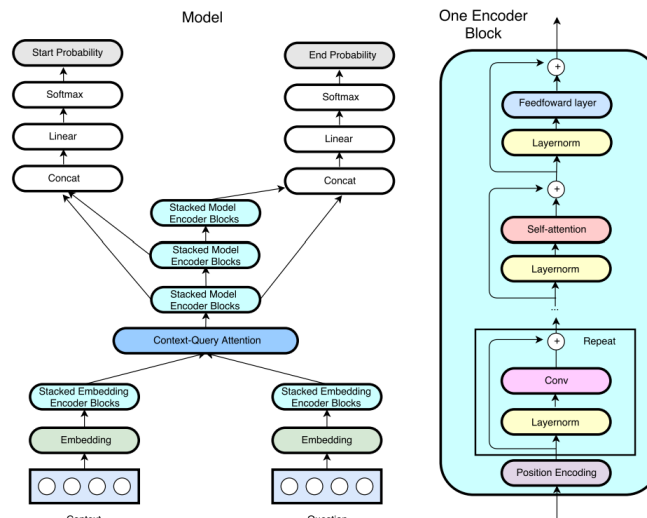 Model
One Encoder
Block
Start Probability
End Probability
Softmax
Softmax
Linear
Linear
Concat
Concat
Stacked Model
Encoder Blocks
Stacked Model
Encoder Blocks
Stacked Model
Encoder Blocks
Context-Query Attention
Stacked Embedding
Encoder Blocks
Stacked Embedding
Encoder Blocks
Embedding
Embedding
Context
Question
+
Feedfoward layer
Layernorm
+
Self-attention
Layernorm
...
+
Repeat
Conv
Layernorm
Position Encoding